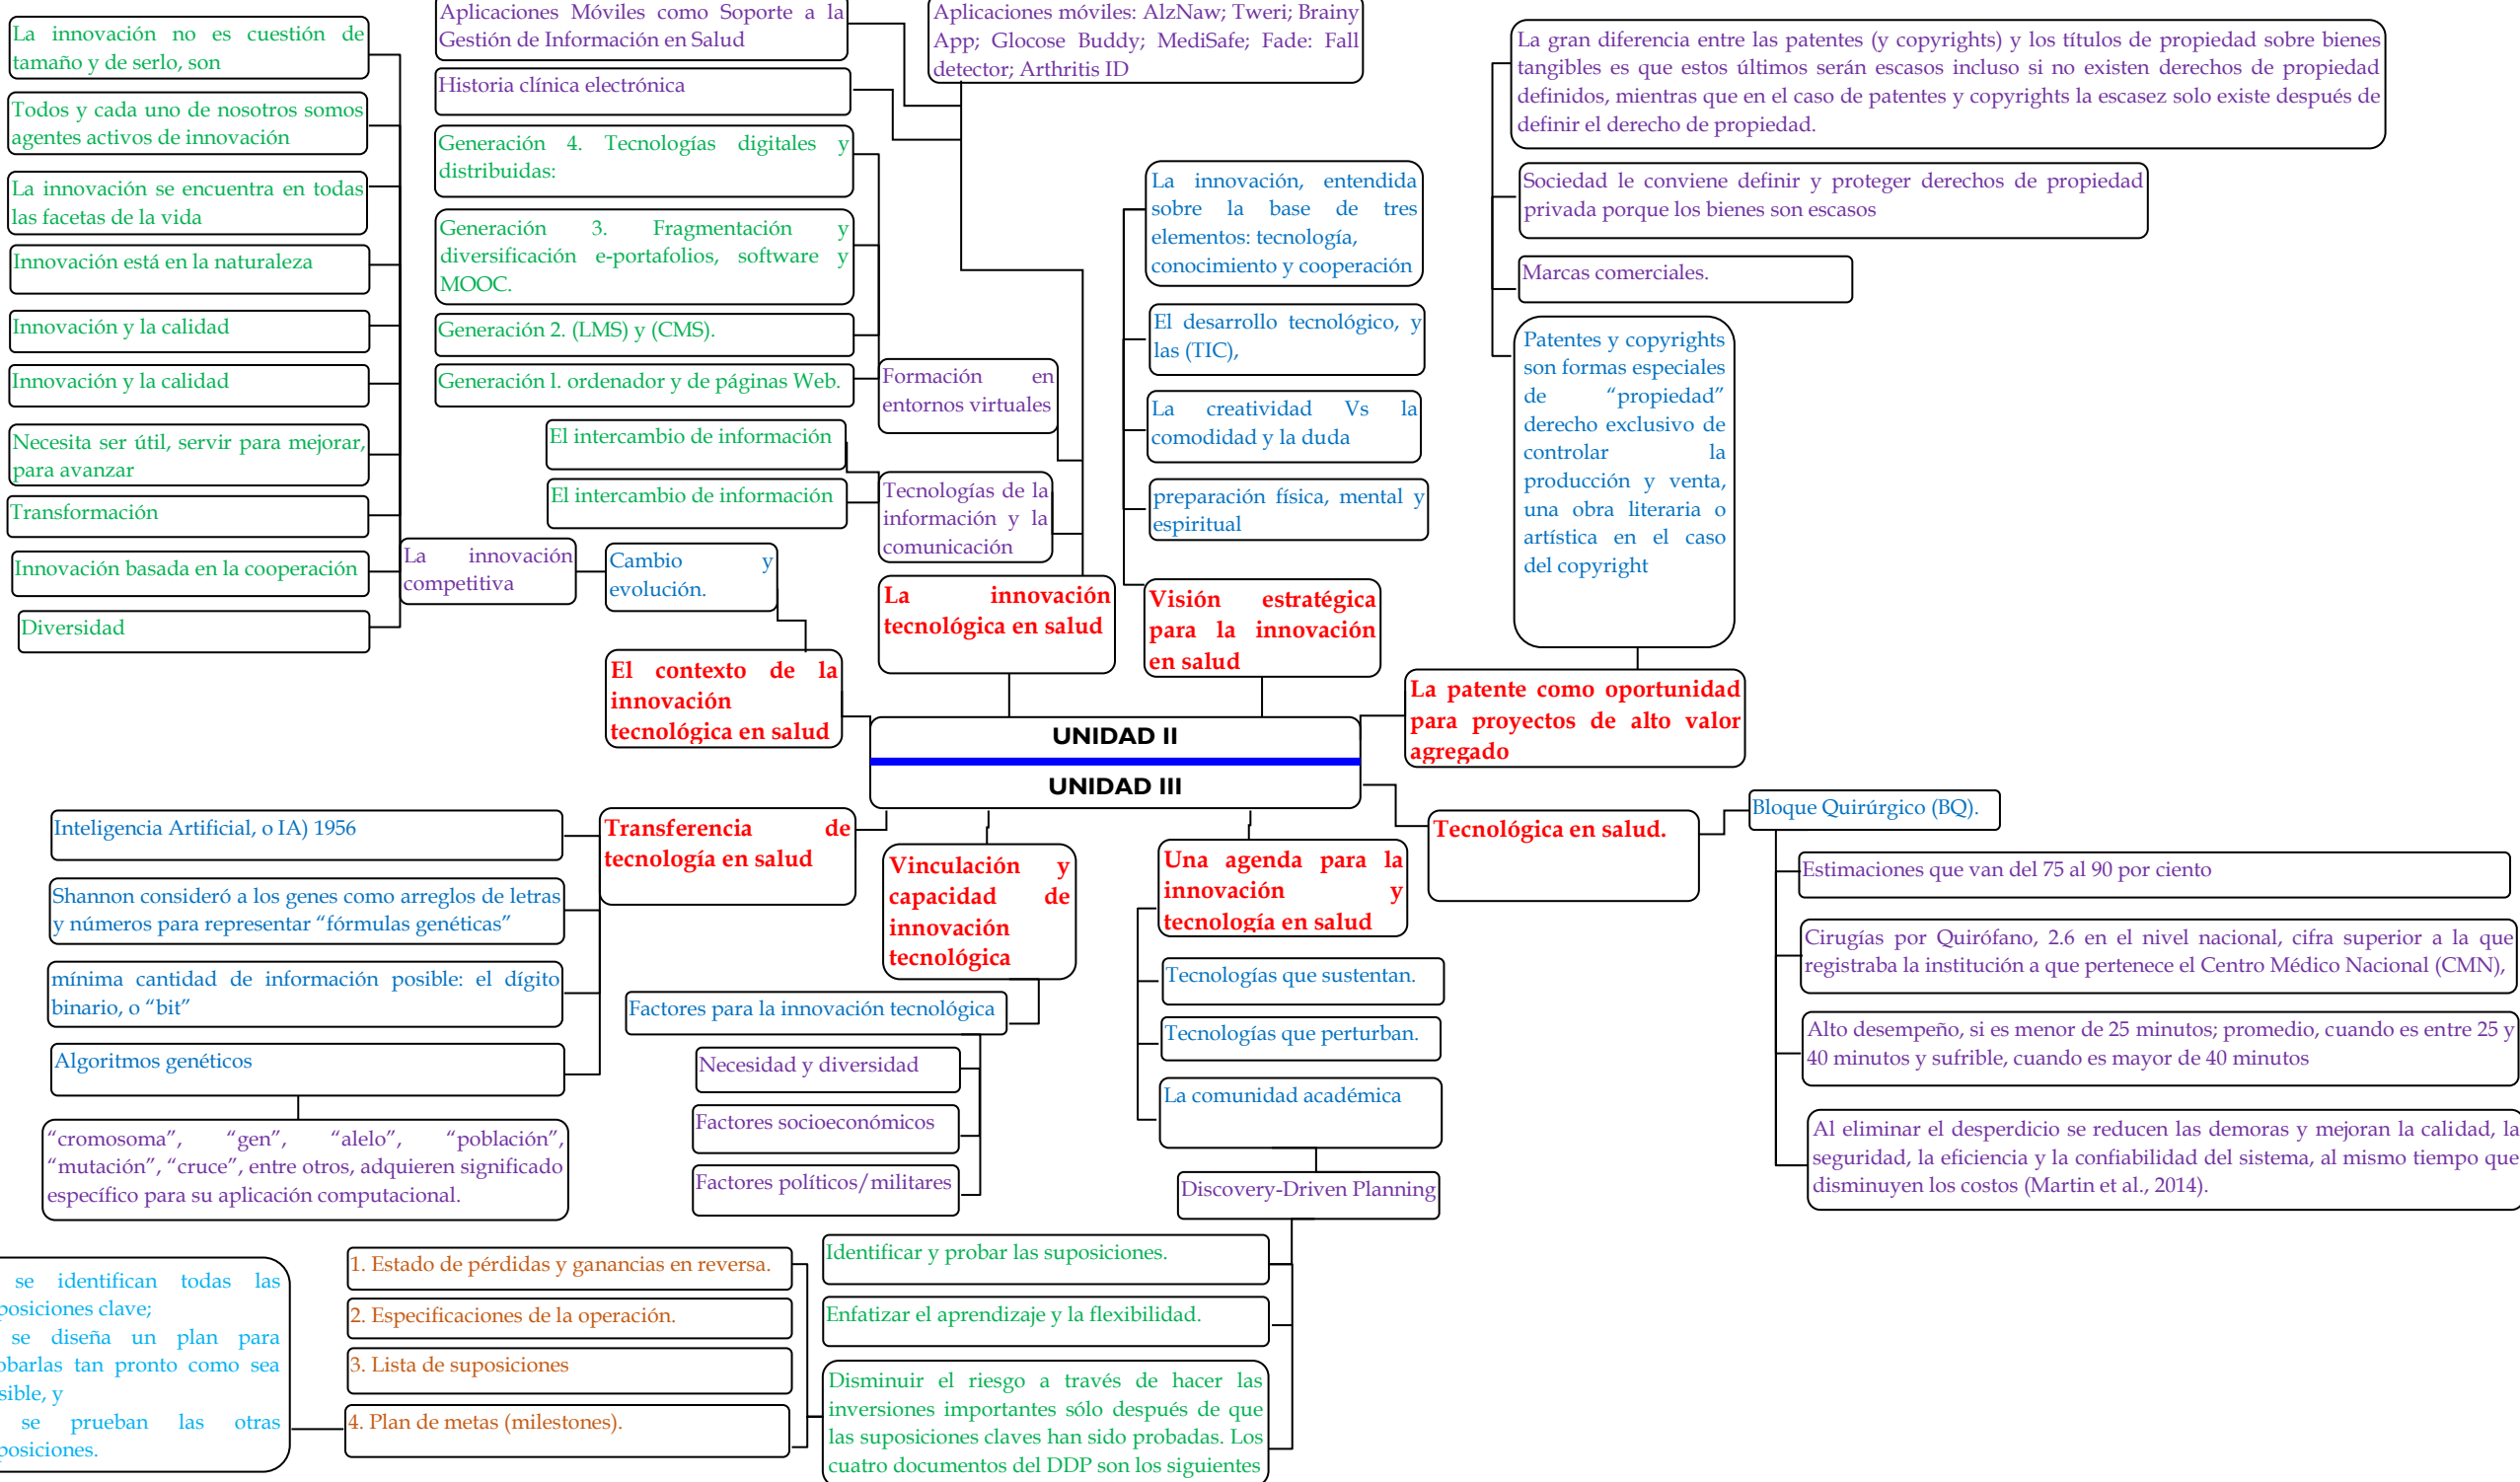 La innovación no es cuestión de
tamaño y de serlo, son
Todos y cada uno de nosotros somos
agentes activos de innovación
La innovación se encuentra en todas
las facetas de la vida
Innovación está en la naturaleza
Innovación y la calidad
Innovación y la calidad
Necesita ser útil, servir para mejorar,
para avanzar
Transformación
Innovación basada en la cooperación
Diversidad
La innovación
competitiva
Cambio y
evolución.
El contexto de la
innovación
tecnológica en salud
Aplicaciones Móviles como Soporte a la
Gestión de Información en Salud
Historia clínica electrónica
Generación 4. Tecnologías digitales y
distribuidas:
Generación 3. Fragmentación y
diversificación e-portafolios, software y
MOOC.
Generación 2. (LMS) y (CMS).
Generación l. ordenador y de páginas Web.
El intercambio de información
El intercambio de información
Formación en
entornos virtuales
Tecnologías de la
información y la
comunicación
La innovación
tecnológica en salud
Aplicaciones móviles: AlzNaw; Tweri; Brainy
App; Glocose Buddy; MediSafe; Fade: Fall
detector; Arthritis ID
La innovación, entendida
sobre la base de tres
elementos: tecnología,
conocimiento y cooperación
El desarrollo tecnológico, y
las (TIC),
La creatividad Vs la
comodidad y la duda
preparación física, mental y
espiritual
Visión estratégica
para la innovación
en salud
La gran diferencia entre las patentes (y copyrights) y los títulos de propiedad sobre bienes
tangibles es que estos últimos serán escasos incluso si no existen derechos de propiedad
definidos, mientras que en el caso de patentes y copyrights la escasez solo existe después de
definir el derecho de propiedad.
Sociedad le conviene definir y proteger derechos de propiedad
privada porque los bienes son escasos
Marcas comerciales.
Patentes y copyrights
son formas especiales
de “propiedad”
derecho exclusivo de
controlar la
producción y venta,
una obra literaria o
artística en el caso
del copyright
La patente como oportunidad
para proyectos de alto valor
agregado
UNIDAD II
UNIDAD III
Transferencia de
tecnología en salud
Inteligencia Artificial, o IA) 1956
Shannon consideró a los genes como arreglos de letras
y números para representar “fórmulas genéticas”
mínima cantidad de información posible: el dígito
binario, o “bit”
Algoritmos genéticos
“cromosoma”, “gen”, “alelo”, “población”,
“mutación”, “cruce”, entre otros, adquieren significado
específico para su aplicación computacional.
Vinculación y
capacidad de
innovación
tecnológica
Factores para la innovación tecnológica
Necesidad y diversidad
Factores socioeconómicos
Factores políticos/militares
Una agenda para la
innovación y
tecnología en salud
Tecnologías que sustentan.
Tecnologías que perturban.
La comunidad académica
Discovery-Driven Planning
Tecnológica en salud.
Bloque Quirúrgico (BQ).
Estimaciones que van del 75 al 90 por ciento
Cirugías por Quirófano, 2.6 en el nivel nacional, cifra superior a la que
registraba la institución a que pertenece el Centro Médico Nacional (CMN),
Alto desempeño, si es menor de 25 minutos; promedio, cuando es entre 25 y
40 minutos y sufrible, cuando es mayor de 40 minutos
Al eliminar el desperdicio se reducen las demoras y mejoran la calidad, la
seguridad, la eficiencia y la confiabilidad del sistema, al mismo tiempo que
disminuyen los costos (Martin et al., 2014).
Identificar y probar las suposiciones.
Enfatizar el aprendizaje y la flexibilidad.
Disminuir el riesgo a través de hacer las
inversiones importantes sólo después de que
las suposiciones claves han sido probadas. Los
cuatro documentos del DDP son los siguientes
1. Estado de pérdidas y ganancias en reversa.
2. Especificaciones de la operación.
3. Lista de suposiciones
4. Plan de metas (milestones).
se identifican todas las
posiciones clave;
se diseña un plan para
obarlas tan pronto como sea
sible, y
se prueban las otras
posiciones.